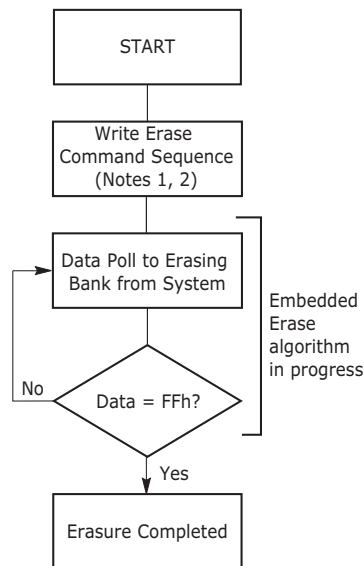 START
Write Erase
Command Sequence
(Notes 1, 2)
Data Poll to Erasing
Bank from System
Embedded
Erase
algorithm
in progress
No
Data = FFh?
Yes
Erasure Completed